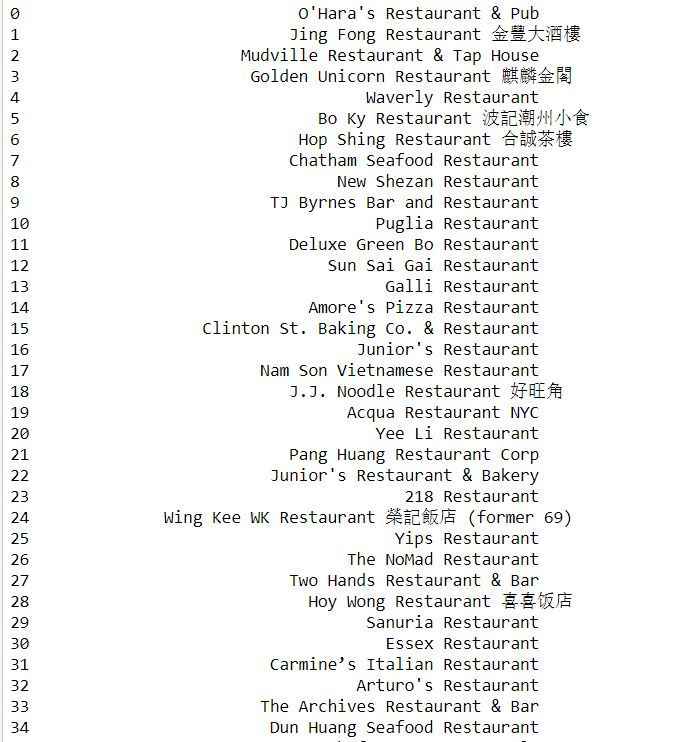 0 O'Hara's Restaurant & Pub
1 Jing Fong Restaurant 金豐大酒樓
2 Mudville Restaurant & Tap House
3 Golden Unicorn Restaurant 麒麟金閣
4 Waverly Restaurant
5 Bo Ky Restaurant 波記潮州小食
6 Hop Shing Restaurant 合誠茶樓
7 Chatham Seafood Restaurant
8 New Shezan Restaurant
9 TJ Byrnes Bar and Restaurant
10 Puglia Restaurant
11 Deluxe Green Bo Restaurant
12 Sun Sai Gai Restaurant
13 Galli Restaurant
14 Amore's Pizza Restaurant
15 Clinton St. Baking Co. & Restaurant
16 Junior's Restaurant
17 Nam Son Vietnamese Restaurant
18 J.J. Noodle Restaurant 好旺角
19 Acqua Restaurant NYC
20 Yee Li Restaurant
21 Pang Huang Restaurant Corp
22 Junior's Restaurant & Bakery
23 218 Restaurant
24 Wing Kee WK Restaurant 榮記飯店 (former 69)
25 Yips Restaurant
26 The NoMad Restaurant
27 Two Hands Restaurant & Bar
28 Hoy Wong Restaurant 喜喜饭店
29 Sanuria Restaurant
30 Essex Restaurant
31 Carmine’s Italian Restaurant
32 Arturo's Restaurant
33 The Archives Restaurant & Bar
34 Dun Huang Seafood Restaurant